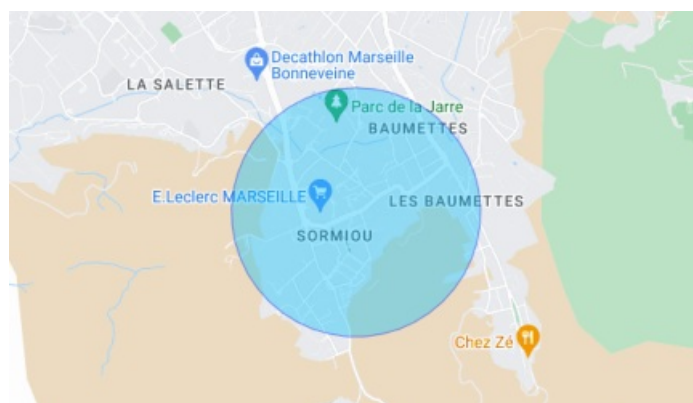 Decathlon Marseille
Bonneveine
LA SALETTE
Parc de la Jarre
BAUMETTES
E.Leclerc MARSEILLE
LES BAUMETTES
SORMIOU
Chez Zé